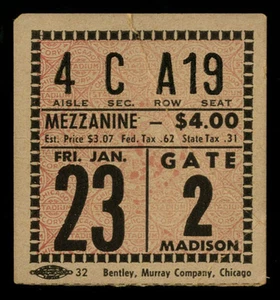 4 C A 19
AISLE SEC. ROW SEAT
MEZZANINE — $4.00
Est. Price $3.07 Fed. Tax .62 State Tax .31
FRI. JAN. GATE
23 2
MADISON
32 Bentley, Murray Company, Chicago